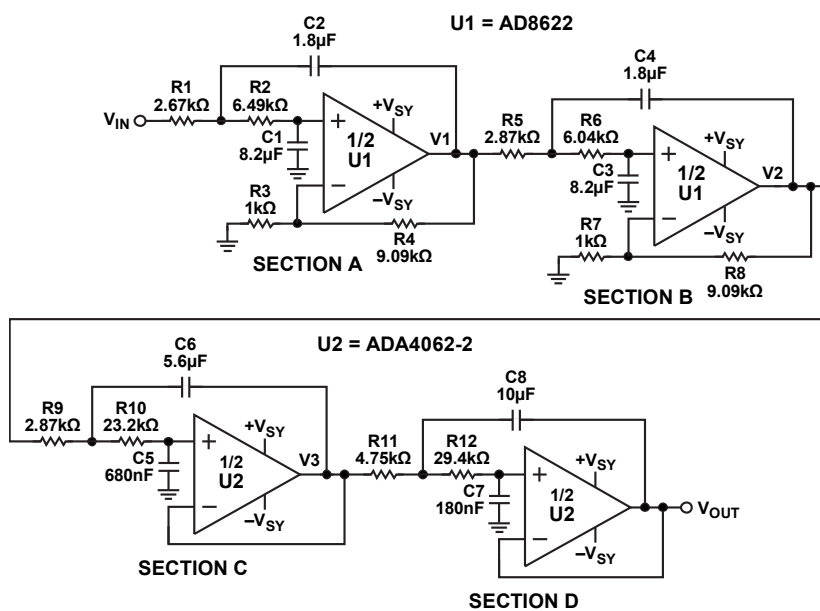 U1 = AD8622
C2
1.8µF
R1
2.67kΩ
R2
6.49kΩ
VIN
C1
8.2µF
+
1/2
U1
−
+VSY
−VSY
V1
R3
1kΩ
R4
9.09kΩ
SECTION A
C4
1.8µF
R5
2.87kΩ
R6
6.04kΩ
C3
8.2µF
+
1/2
U1
−
+VSY
−VSY
V2
R7
1kΩ
R8
9.09kΩ
SECTION B
U2 = ADA4062-2
C6
5.6µF
R9
2.87kΩ
R10
23.2kΩ
C5
680nF
+
1/2
U2
−
+VSY
−VSY
V3
SECTION C
C8
10µF
R11
4.75kΩ
R12
29.4kΩ
C7
180nF
+
1/2
U2
−
+VSY
−VSY
VOUT
SECTION D